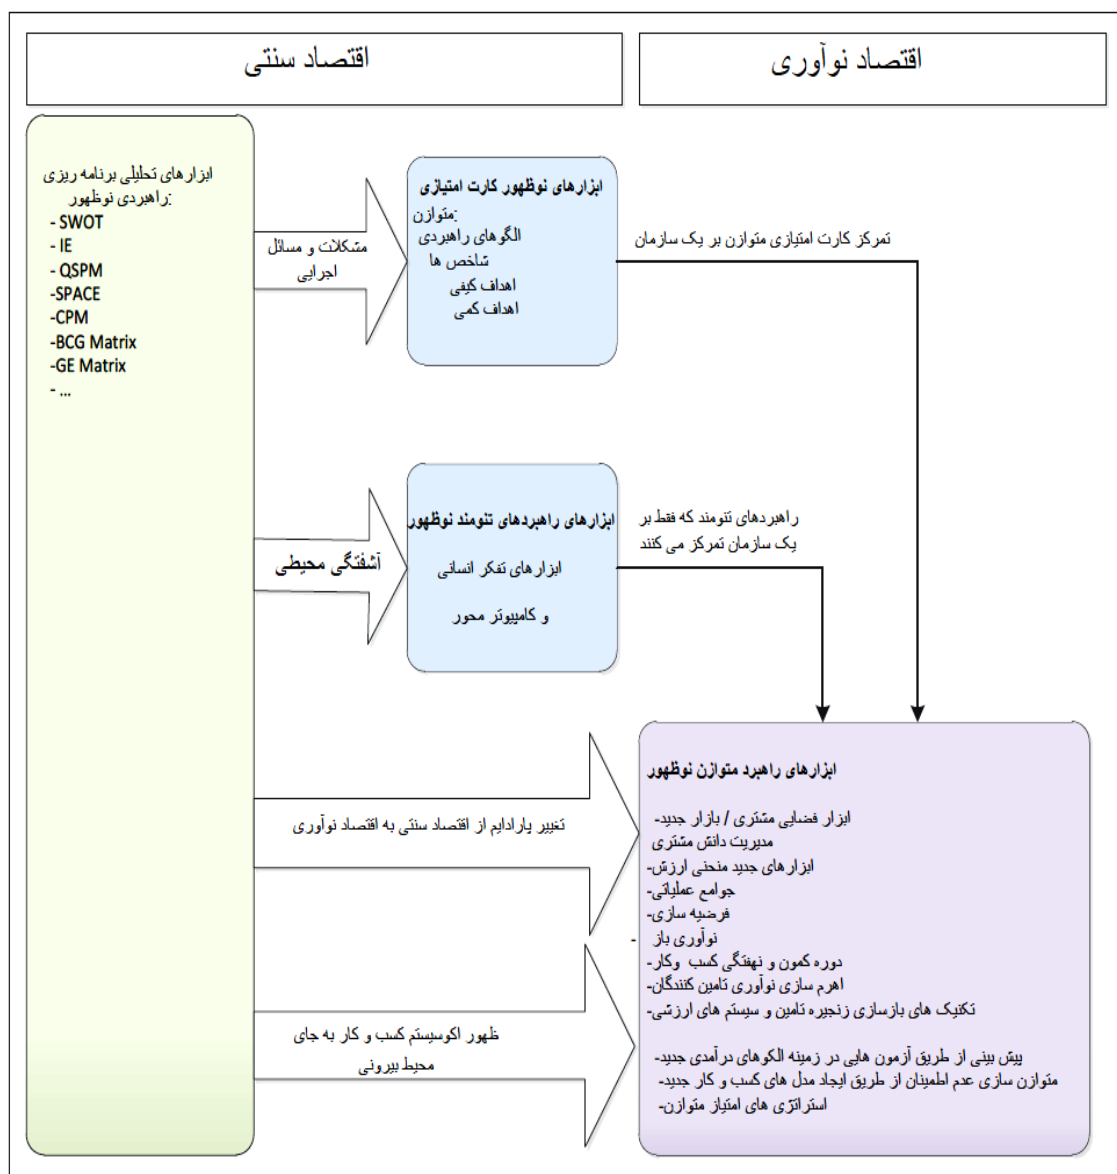 اقتصاد نوآوری
اقتصاد سنتی
ابزارهای تحلیلی برنامه ریزی
راهبردی نوظهور:
- SWOT
- IE
- QSPM
-SPACE
-CPM
-BCG Matrix
-GE Matrix
- ...
مشکلات و مسائل
اجرایی
ابزارهای نوظهور کارت امتیازی
متوازن:
الگوهای راهبردی
شاخص ها
اهداف کیفی
اهداف کمی
تمرکز کارت امتیازی متوازن بر یک سازمان
آشفتگی محیطی
ابزارهای راهبردهای تنومند نوظهور
ابزارهای تفکر انسانی
و کامپیوتر محور
راهبردهای تنومند که فقط بر
یک سازمان تمرکز می کنند
تغییر پارادایم از اقتصاد سنتی به اقتصاد نوآوری
ظهور اکوسیستم کسب و کار به جای
محیط بیرونی
ابزارهای راهبرد متوازن نوظهور
ابزار فضایی مشتری / بازار جدید-
مدیریت دانش مشتری
ابزارهای جدید منحنی ارزش-
جوامع عملیاتی-
فرضیه سازی-
نوآوری باز -
دوره کمون و نهفتگی کسب وکار-
اهرم سازی نوآوری تامین کنندگان-
تکنیک های بازسازی زنجیره تامین و سیستم های ارزشی-
پیش بینی از طریق آزمون هایی در زمینه الگوهای درآمدی جدید-
متوازن سازی عدم اطمینان از طریق ایجاد مدل های کسب و کار جدید-
استراتژی های امتیاز متوازن-